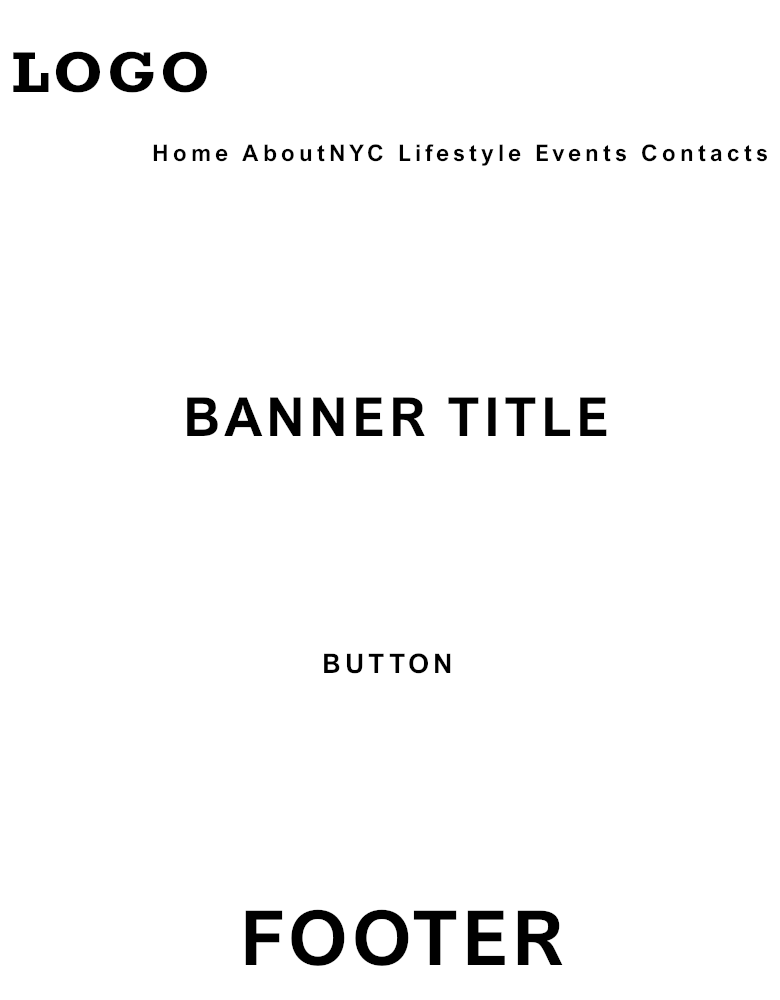 LOGO
Home AboutNYC Lifestyle Events Contacts
BANNER TITLE
BUTTON
FOOTER